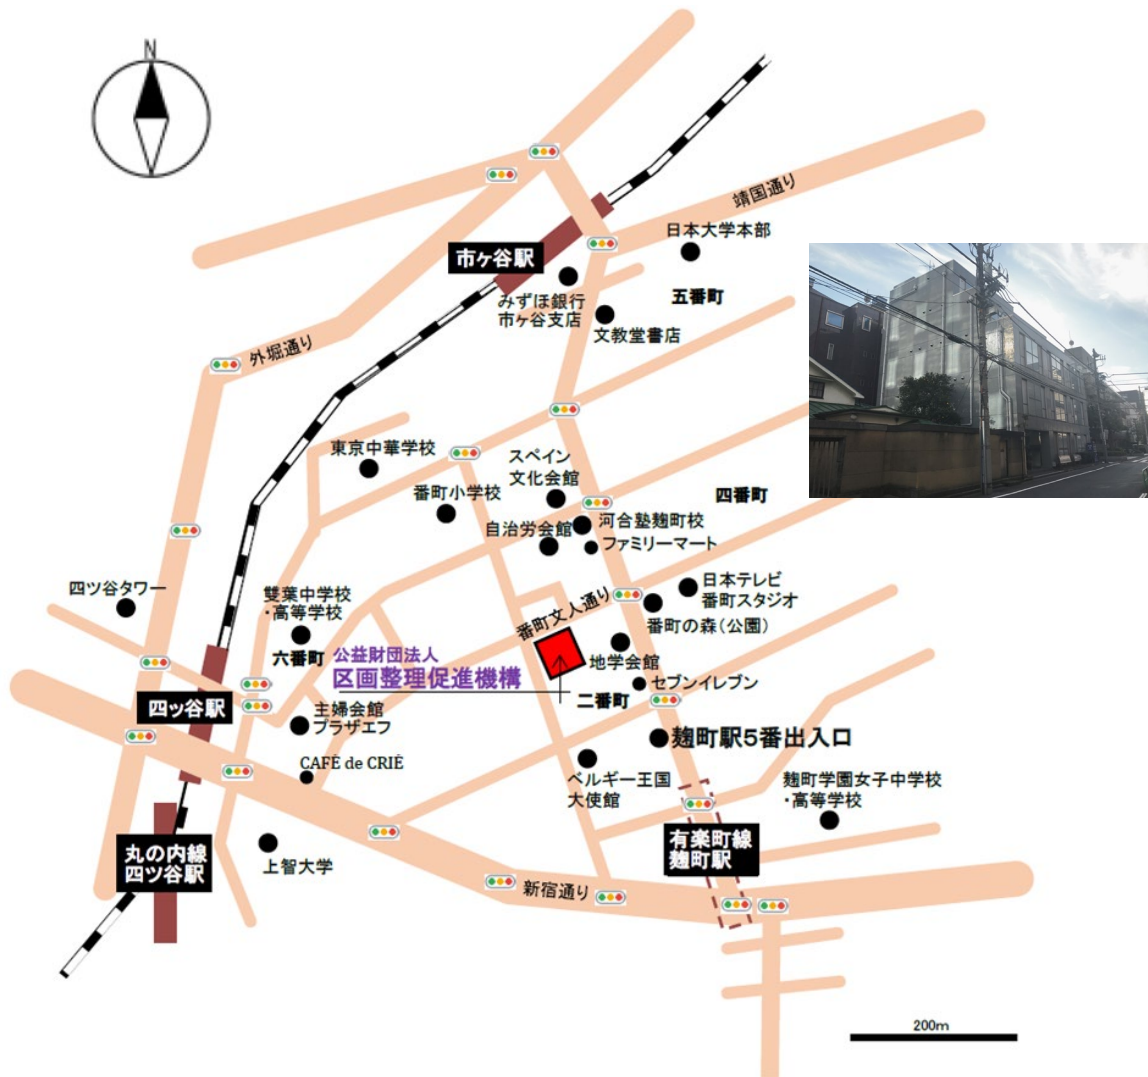 N
靖国通り
日本大学本部
市ヶ谷駅
五番町
みずほ銀行
市ヶ谷支店
文教堂書店
外堀通り
東京中華学校
スペイン
文化会館
番町小学校
四番町
河合塾麹町校
自治労会館
ファミリーマート
四ツ谷タワー
雙葉中学校
・高等学校
日本テレビ
番町スタジオ
番町文人通り
番町の森(公園)
六番町
公益財団法人
区画整理促進機構
地学会館
セブンイレブン
二番町
四ッ谷駅
主婦会館
プラザエフ
麹町駅5番出入口
CAFÉ de CRIÉ
ベルギー王国
大使館
麹町学園女子中学校
・高等学校
有楽町線
麹町駅
丸の内線
四ツ谷駅
上智大学
新宿通り
200m